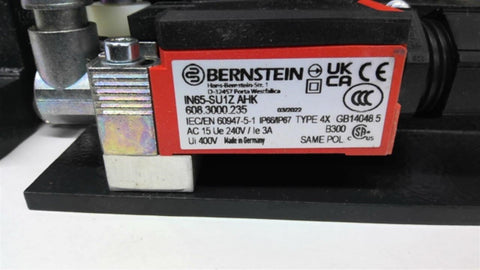 BERNSTEIN
Hans-Bernstein-Str. 1
D-32457 Porta Westfalica
UK CA CE
CCC
IN65-SU1Z AHK
608.3000.235 03/2022
IEC/EN 60947-5-1 IP66/IP67 TYPE 4X GB14048.5
AC 15 Ue 240V / Ie 3A B300
Ui 400V Made in Germany SAME POL. C US